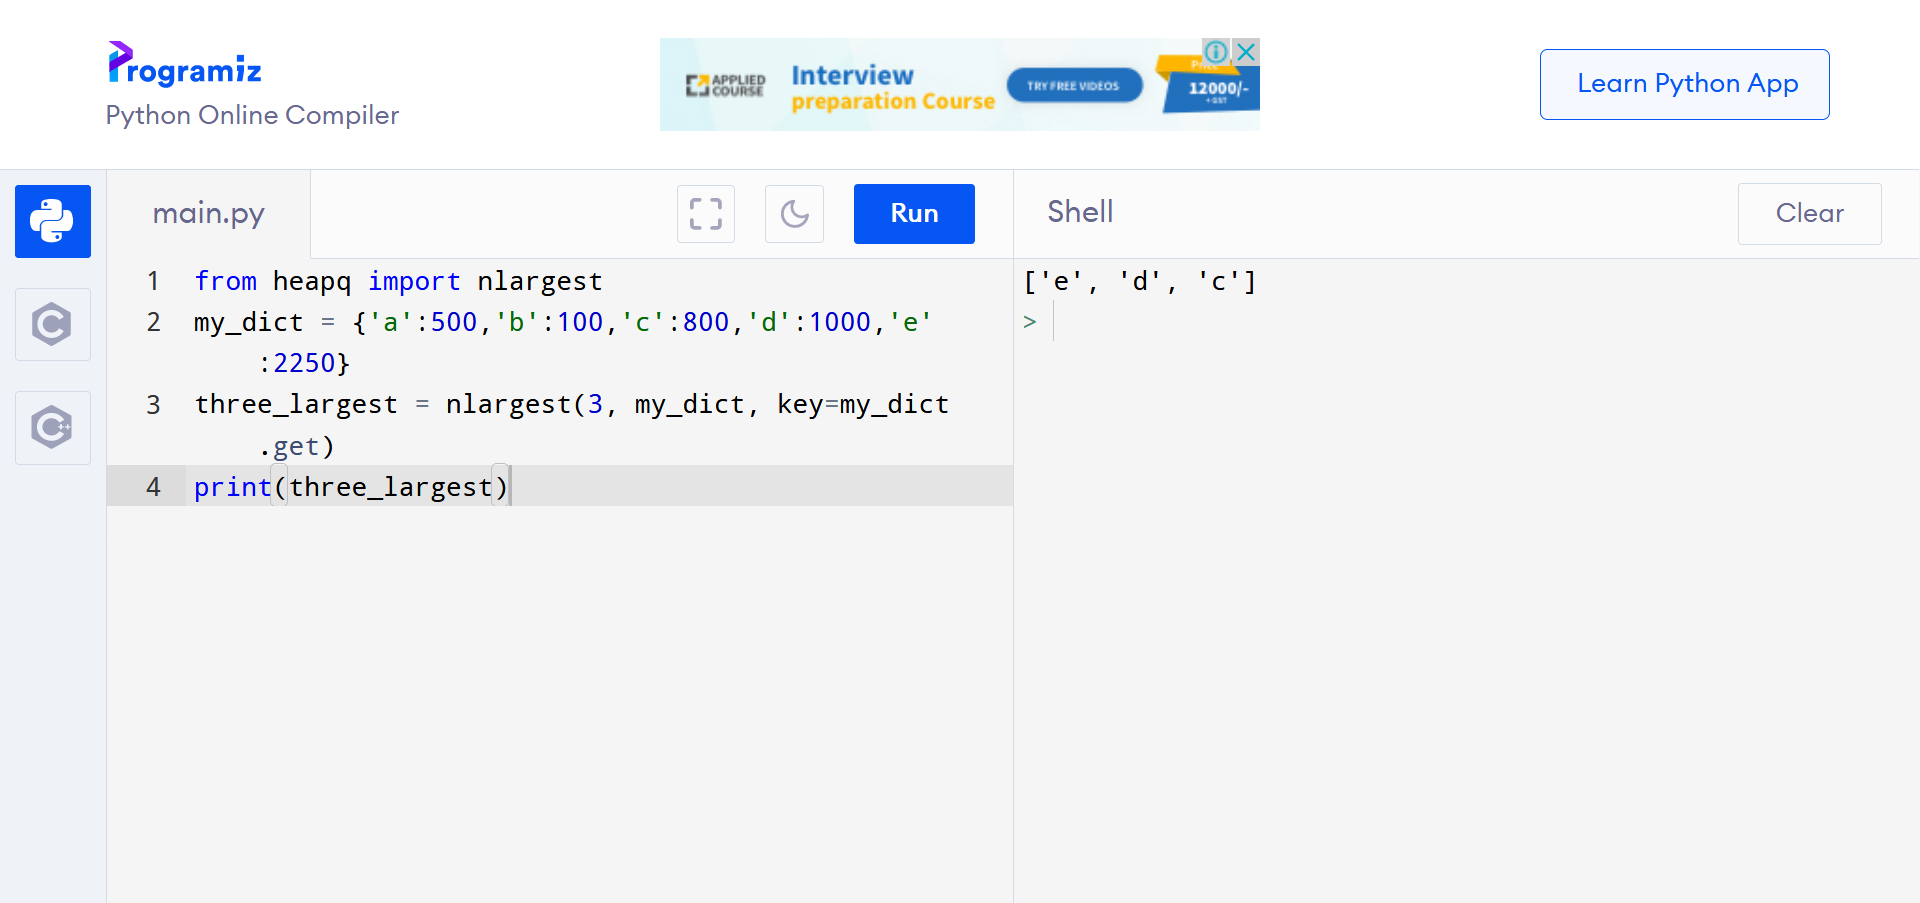 Programiz
Python Online Compiler
APPLIED
COURSE
Interview
preparation Course
TRY FREE VIDEOS
Price
12000/-
+ GST
Learn Python App
main.py
Run
Shell
Clear
1 from heapq import nlargest
2 my_dict = {'a':500,'b':100,'c':800,'d':1000,'e'
:2250}
3 three_largest = nlargest(3, my_dict, key=my_dict
.get)
4 print(three_largest)
['e', 'd', 'c']
>